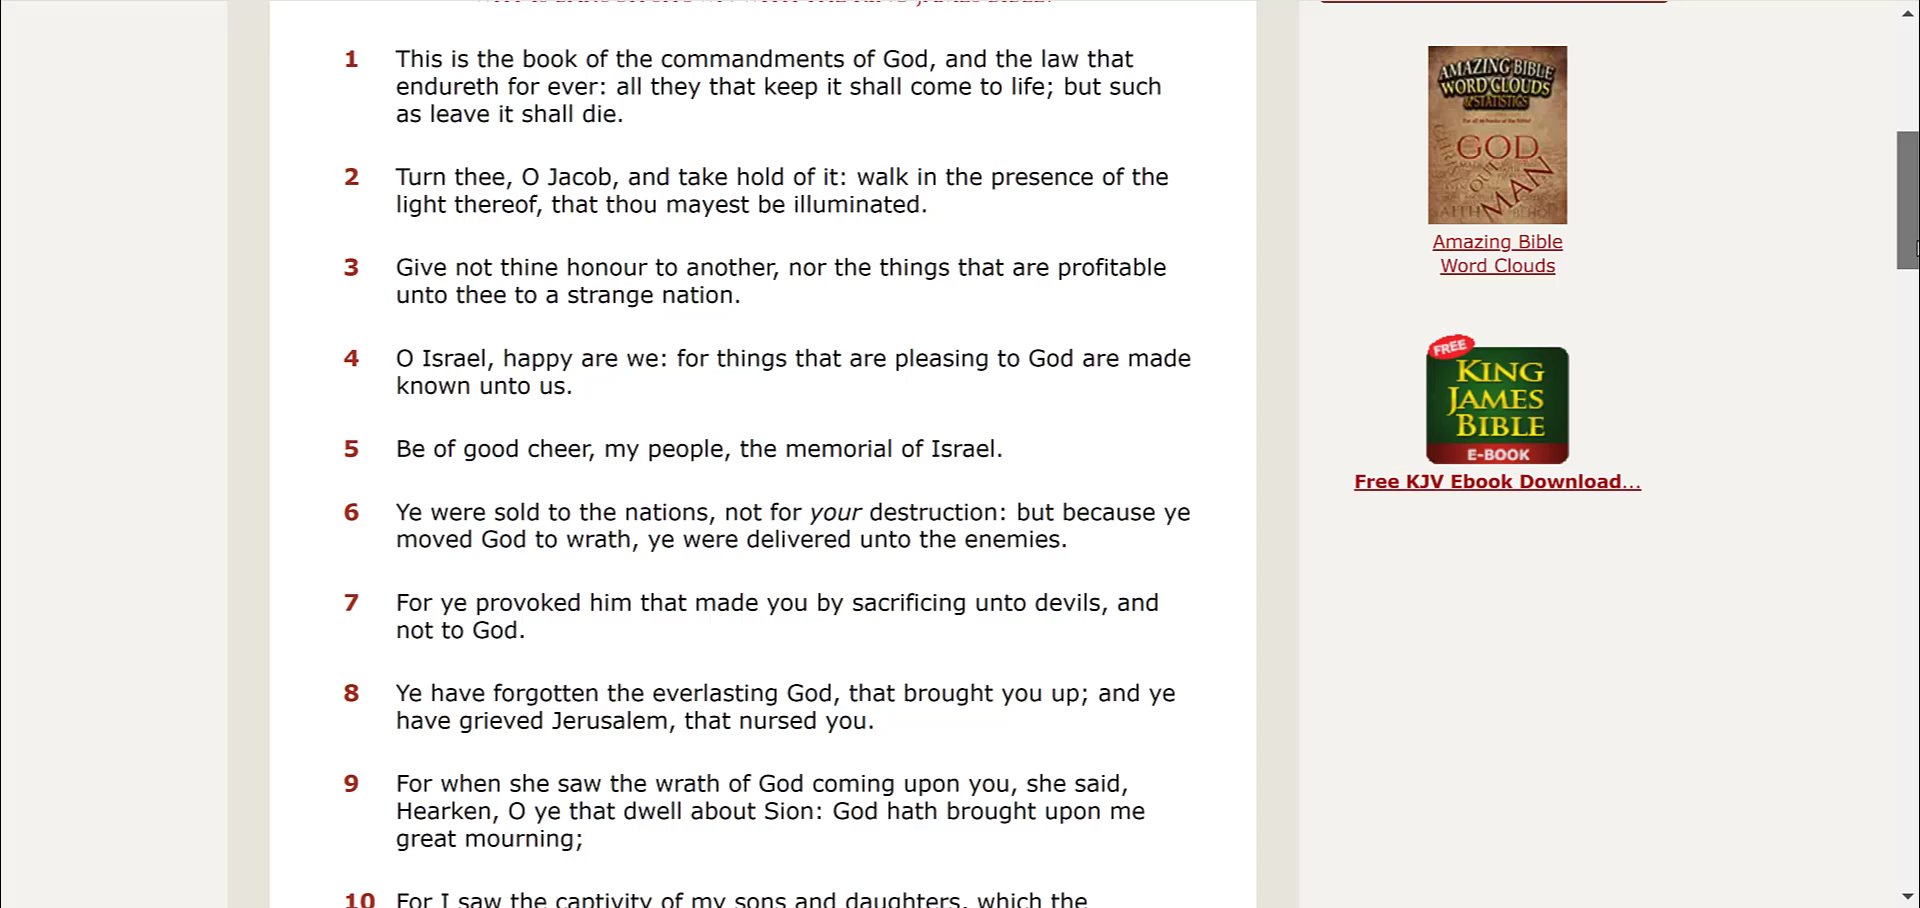 1 This is the book of the commandments of God, and the law that
endureth for ever: all they that keep it shall come to life; but such
as leave it shall die.
2 Turn thee, O Jacob, and take hold of it: walk in the presence of the
light thereof, that thou mayest be illuminated.
3 Give not thine honour to another, nor the things that are profitable
unto thee to a strange nation.
4 O Israel, happy are we: for things that are pleasing to God are made
known unto us.
5 Be of good cheer, my people, the memorial of Israel.
6 Ye were sold to the nations, not for your destruction: but because ye
moved God to wrath, ye were delivered unto the enemies.
7 For ye provoked him that made you by sacrificing unto devils, and
not to God.
8 Ye have forgotten the everlasting God, that brought you up; and ye
have grieved Jerusalem, that nursed you.
9 For when she saw the wrath of God coming upon you, she said,
Hearken, O ye that dwell about Sion: God hath brought upon me
great mourning;
10 For I saw the captivity of my sons and daughters, which the
AMAZING BIBLE
WORD CLOUDS
& STATISTICS
GOD
OUT
MAN
FAITH
Amazing Bible
Word Clouds
FREE
KING
JAMES
BIBLE
E-BOOK
Free KJV Ebook Download...